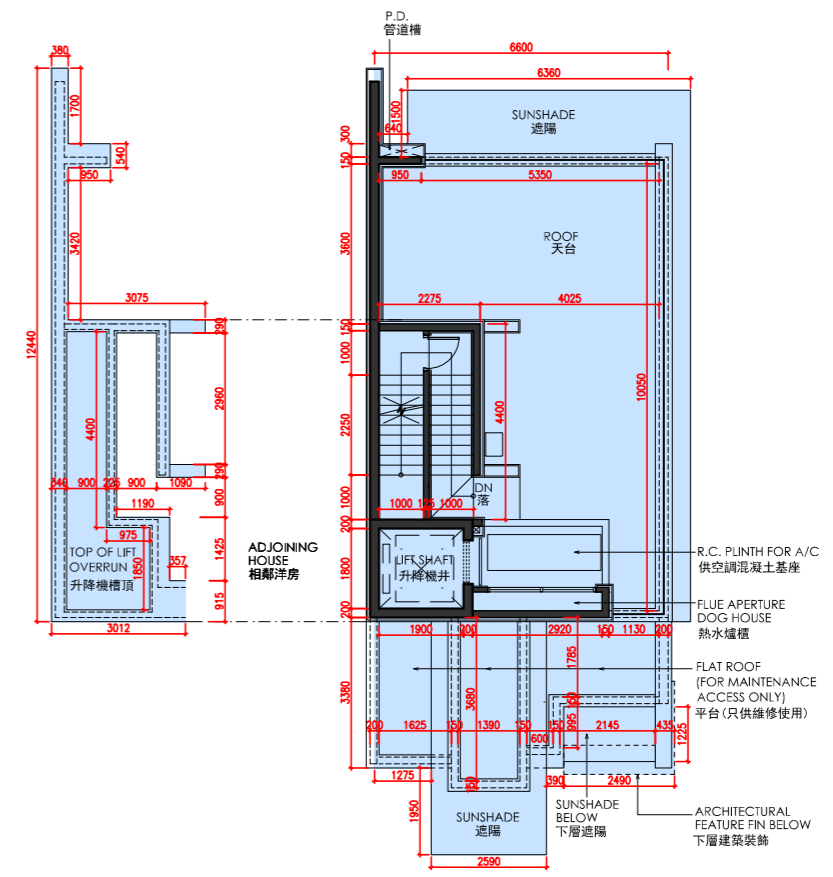 P.D.
管道槽
6600
380
6360
1500
SUNSHADE
遮陽
1700
640
300
540
150
950
950
5350
ROOF
天台
3420
3600
3075
2275
4025
12440
290
150
1000
2960
10050
4400
4400
2250
290
340
900
225
900
1090
900
1000
DN
落
1190
1000
125
1000
200
975
1425
ADJOINING
HOUSE
相鄰洋房
TOP OF LIFT
OVERRUN
升降機槽頂
1850
357
LIFT SHAFT
升降機井
1800
R.C. PLINTH FOR A/C
供空調混凝土基座
915
200
FLUE APERTURE
DOG HOUSE
熱水爐櫃
3012
1900
200
2920
150
1130
200
1785
FLAT ROOF
(FOR MAINTENANCE
ACCESS ONLY)
平台(只供維修使用)
3380
3680
150
200
1625
150
1390
150
150
2145
435
600
995
1225
1275
150
390
2490
1950
SUNSHADE
遮陽
SUNSHADE
BELOW
下層遮陽
ARCHITECTURAL
FEATURE FIN BELOW
下層建築裝飾
2590